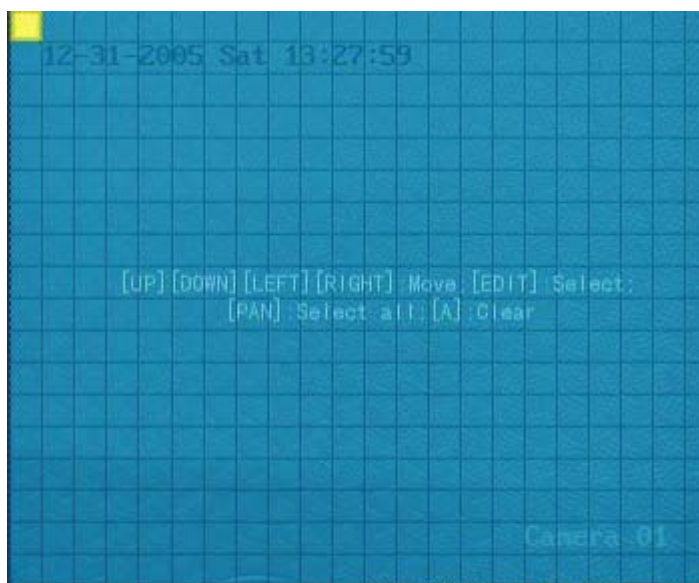 12-31-2005 Sat 13:27:59
[UP][DOWN][LEFT][RIGHT]:Move;[EDIT]:Select;
[PAN]:Select all;[A]:Clear
Camera 01